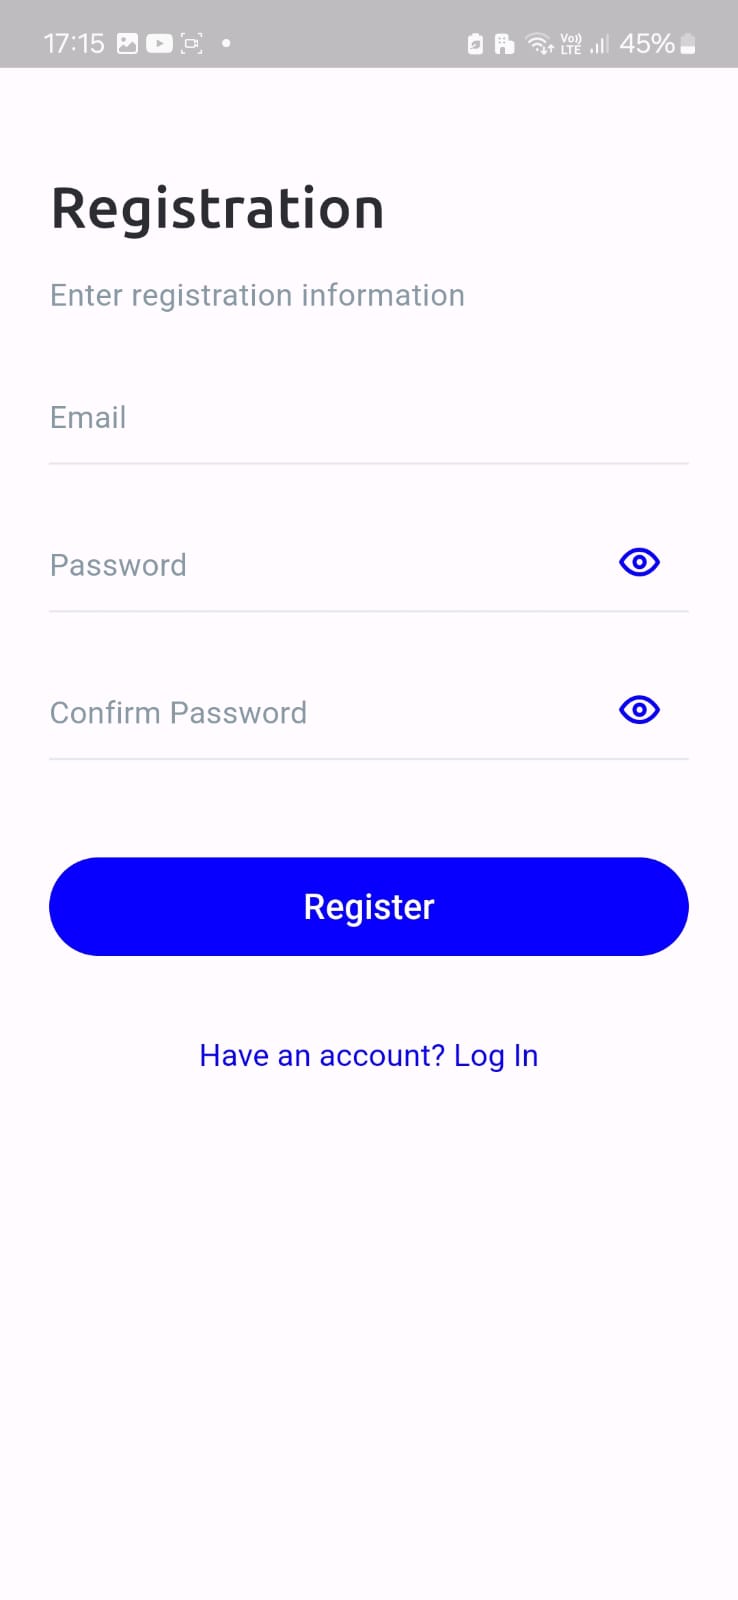 17:15 Vo)) LTE 45%
Registration
Enter registration information
Email
Password
Confirm Password
Register
Have an account? Log In